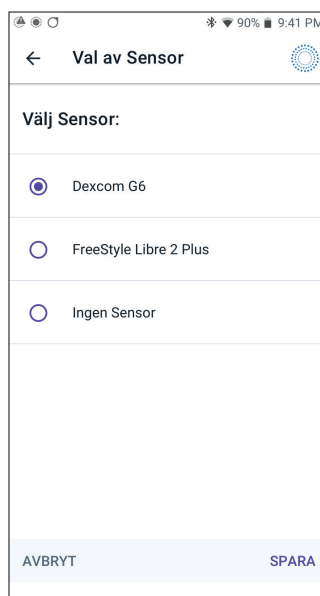 90% 9:41 PM
Val av Sensor
Välj Sensor:
Dexcom G6
FreeStyle Libre 2 Plus
Ingen Sensor
AVBRYT SPARA